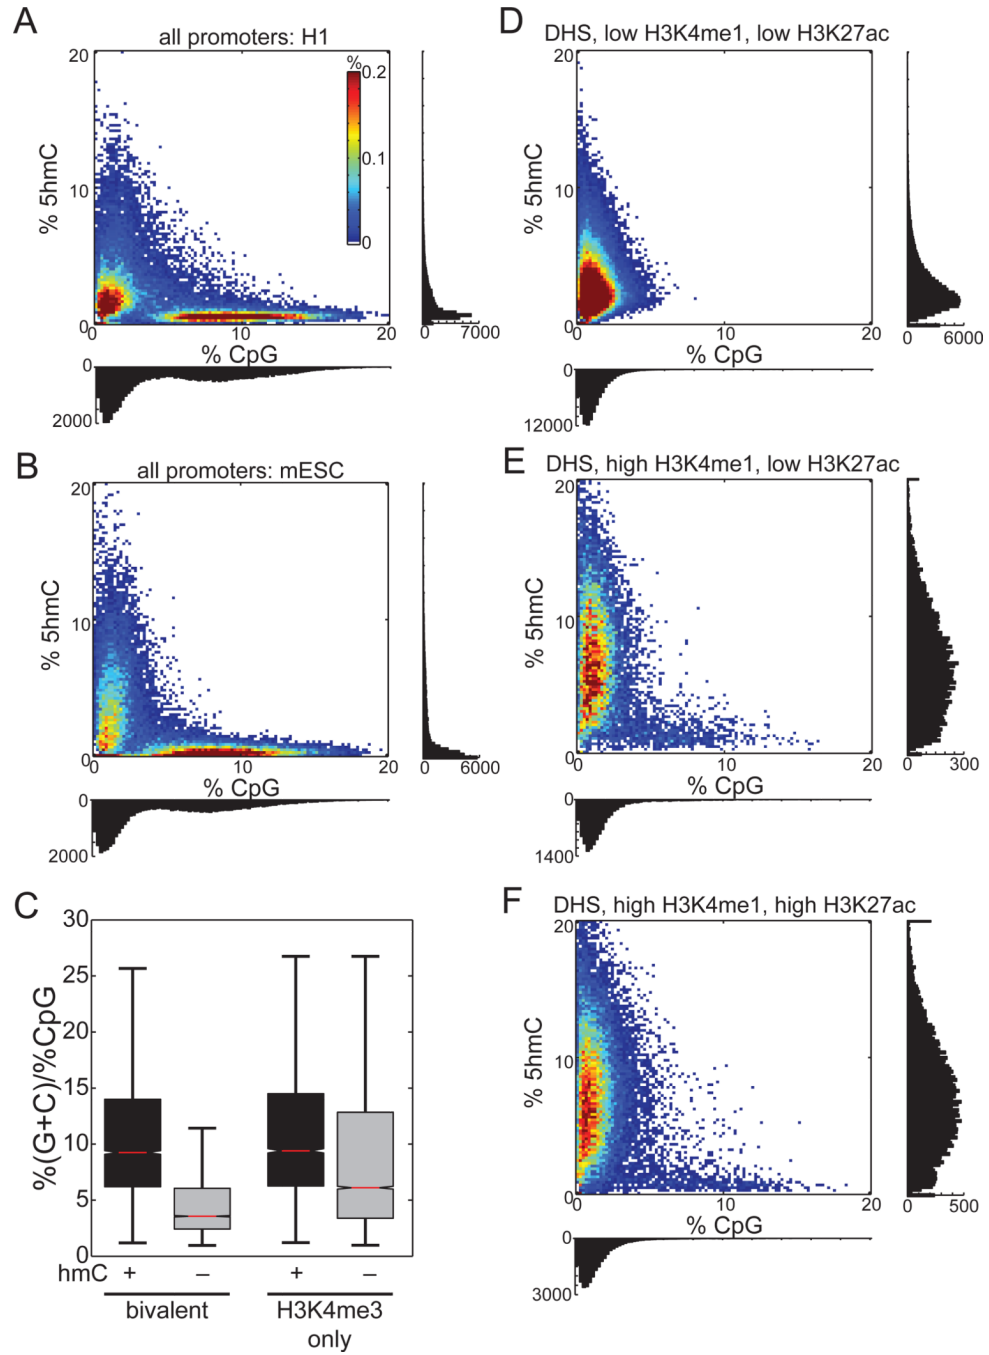 A
all promoters: H1
20
10
0
% 5hmC
%
0.2
0.1
0
0
10
20
% CpG
0
7000
0
2000
B
all promoters: mESC
20
10
0
% 5hmC
0
10
20
% CpG
0
6000
0
2000
C
30
25
20
15
10
5
0
%(G+C)/%CpG
hmC + – + –
bivalent
H3K4me3
only
D
DHS, low H3K4me1, low H3K27ac
20
10
0
% 5hmC
0
10
20
% CpG
0
6000
0
12000
E
DHS, high H3K4me1, low H3K27ac
20
10
0
% 5hmC
0
10
20
% CpG
0
300
0
1400
F
DHS, high H3K4me1, high H3K27ac
20
10
0
% 5hmC
0
10
20
% CpG
0
500
0
3000